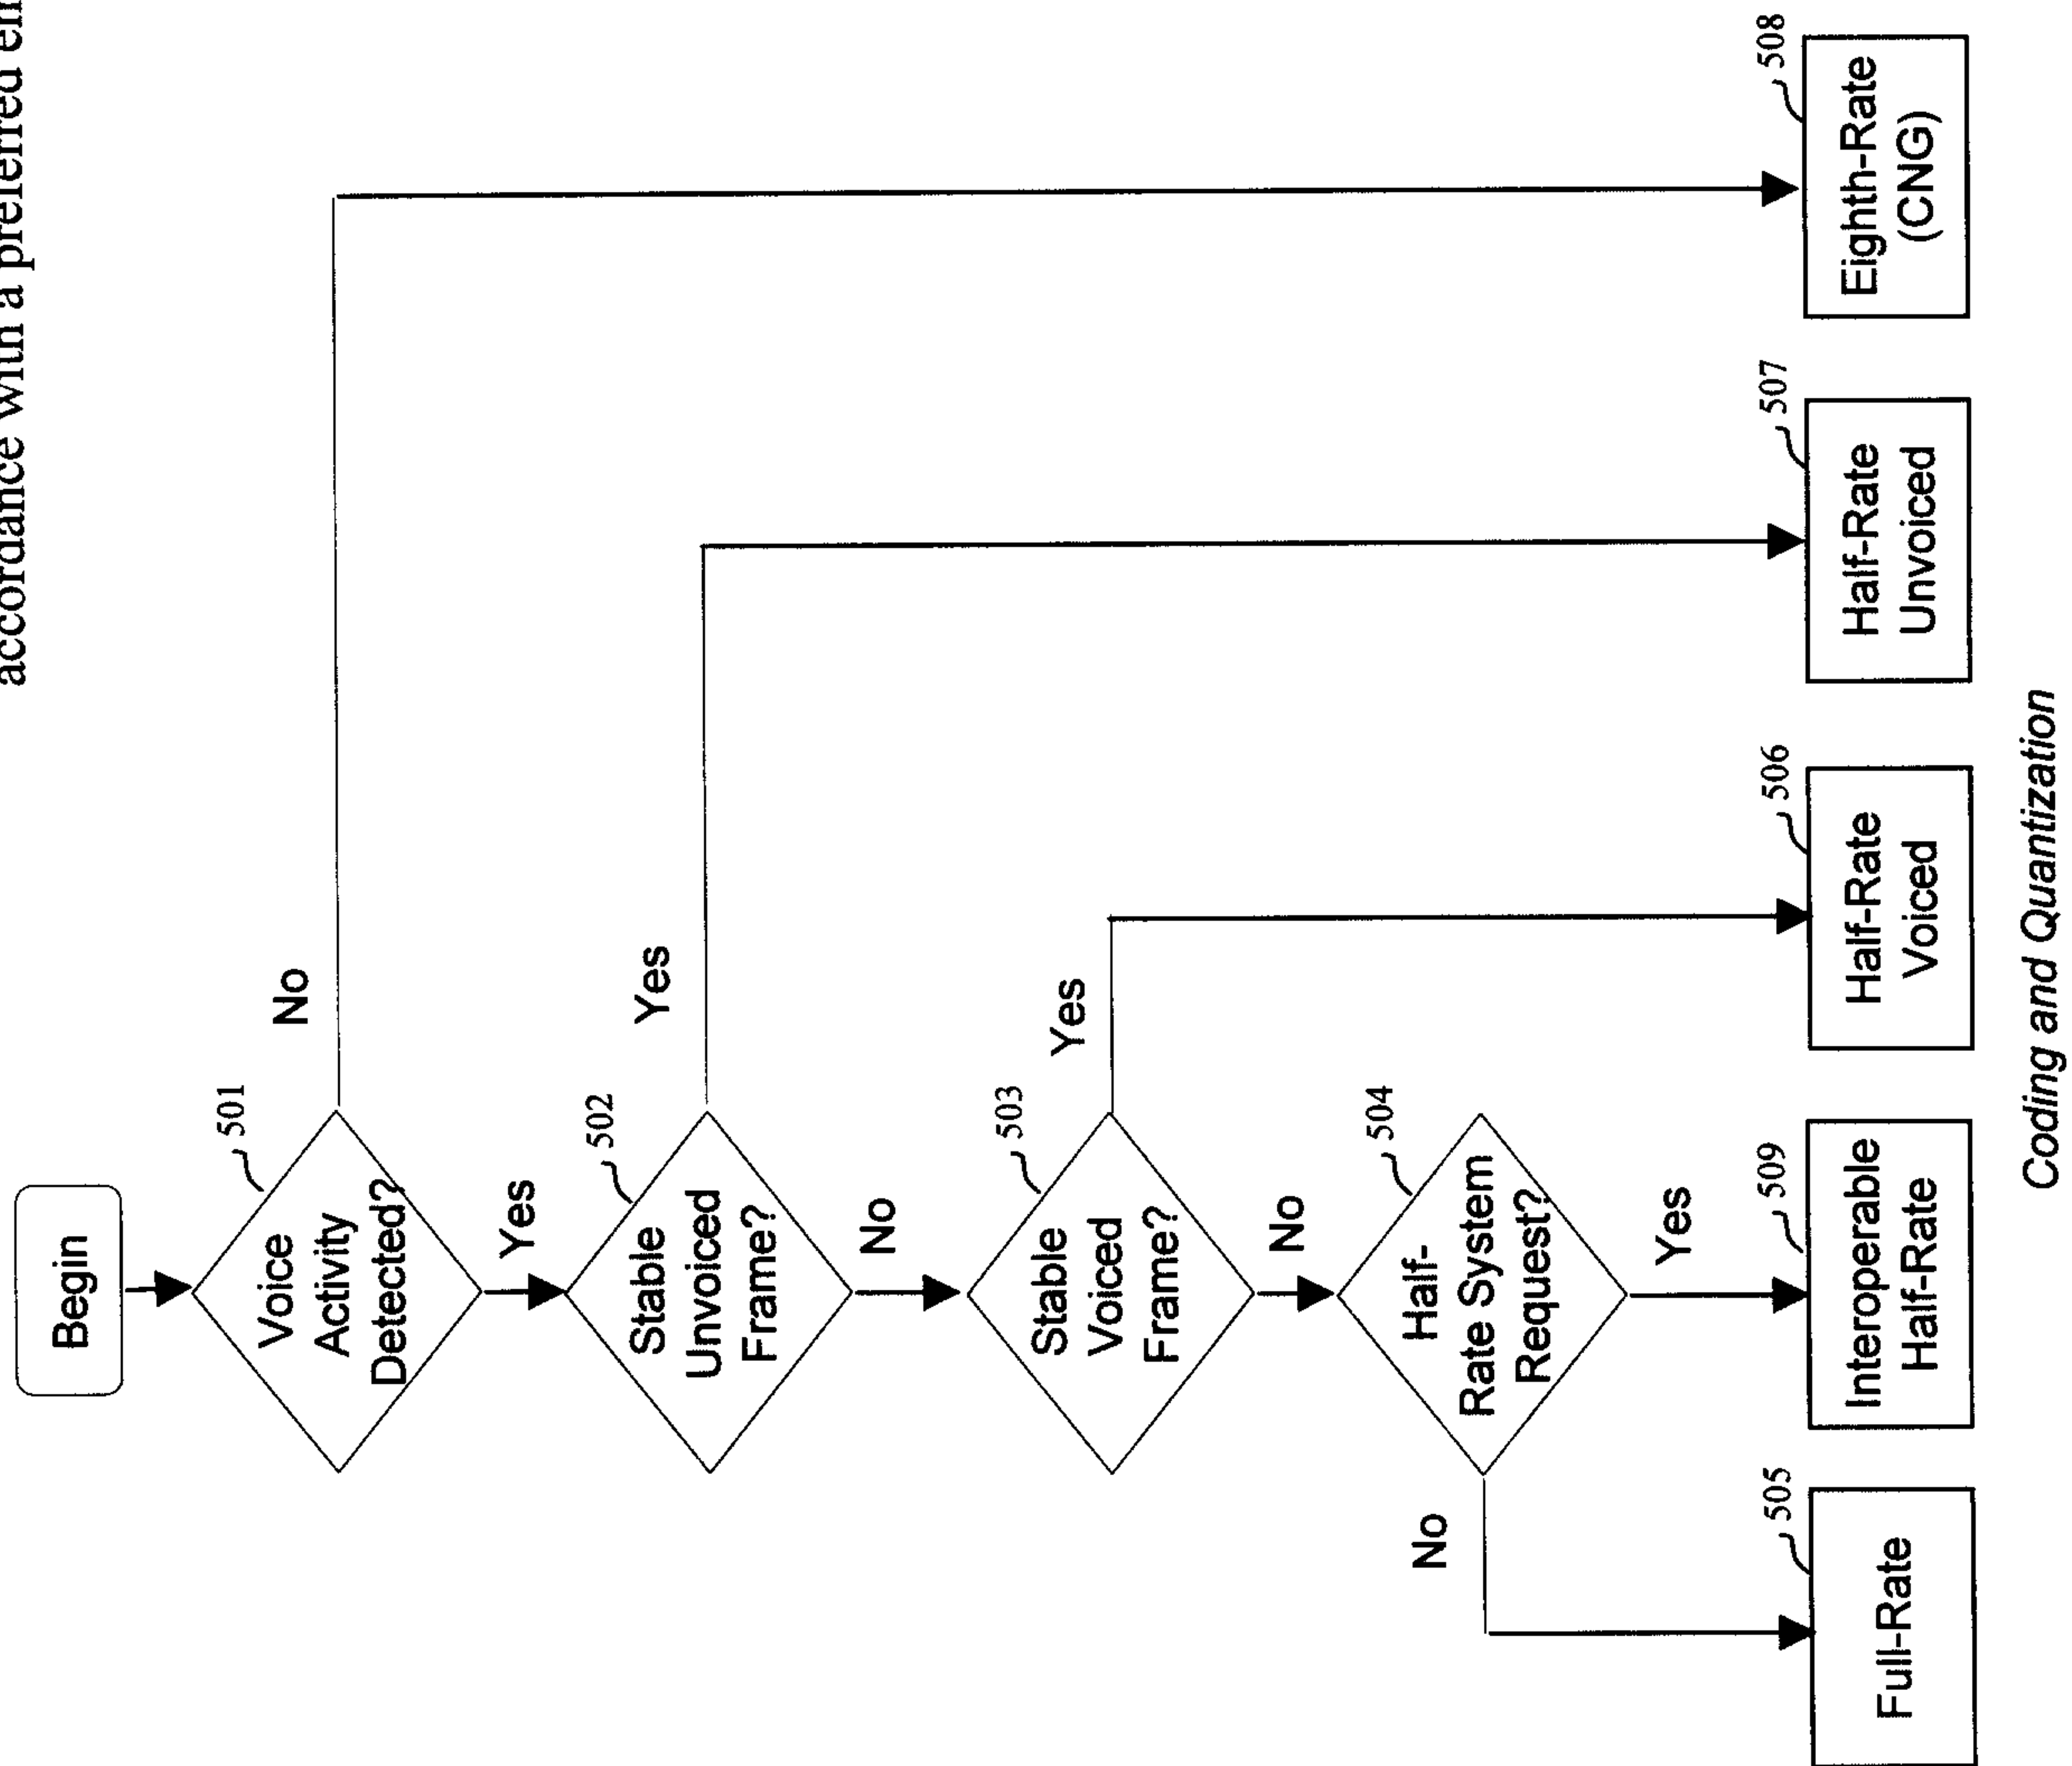 accordance with a preferred em
Begin
501
Voice
Activity
Detected?
No
Yes
502
Stable
Unvoiced
Frame?
Yes
No
503
Stable
Voiced
Frame?
Yes
No
504
Half-
Rate System
Request?
No
Yes
505
Full-Rate
509
Interoperable
Half-Rate
506
Half-Rate
Voiced
507
Half-Rate
Unvoiced
508
Eighth-Rate
(CNG)
Coding and Quantization